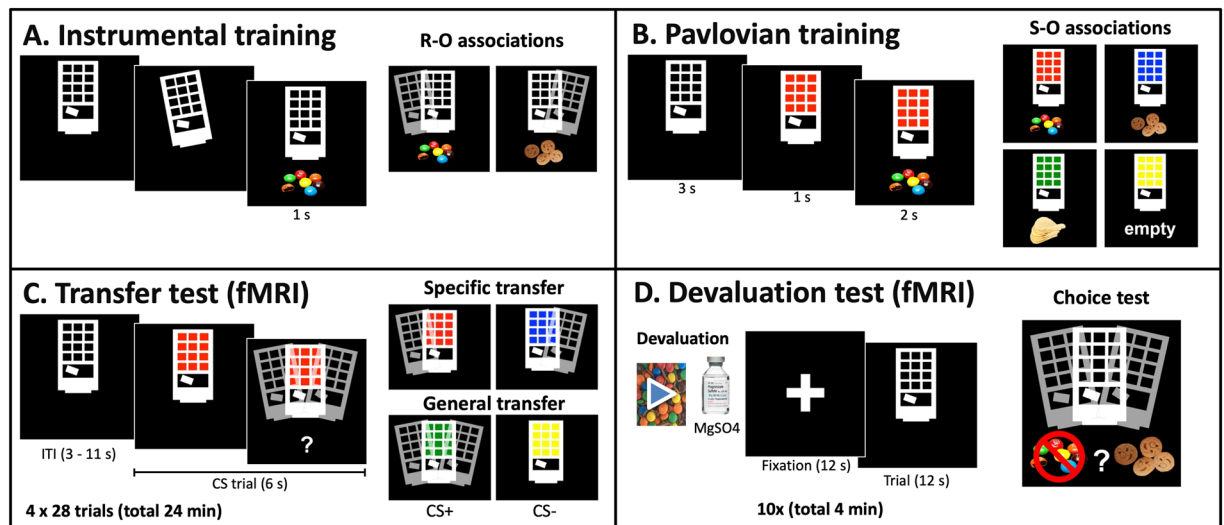 A. Instrumental training
R-O associations
1 s
B. Pavlovian training
S-O associations
3 s
1 s
2 s
empty
C. Transfer test (fMRI)
Specific transfer
General transfer
?
ITI (3 - 11 s)
CS trial (6 s)
4 x 28 trials (total 24 min)
CS+
CS-
D. Devaluation test (fMRI)
Choice test
Devaluation
MgSO4
Fixation (12 s)
Trial (12 s)
?
10x (total 4 min)